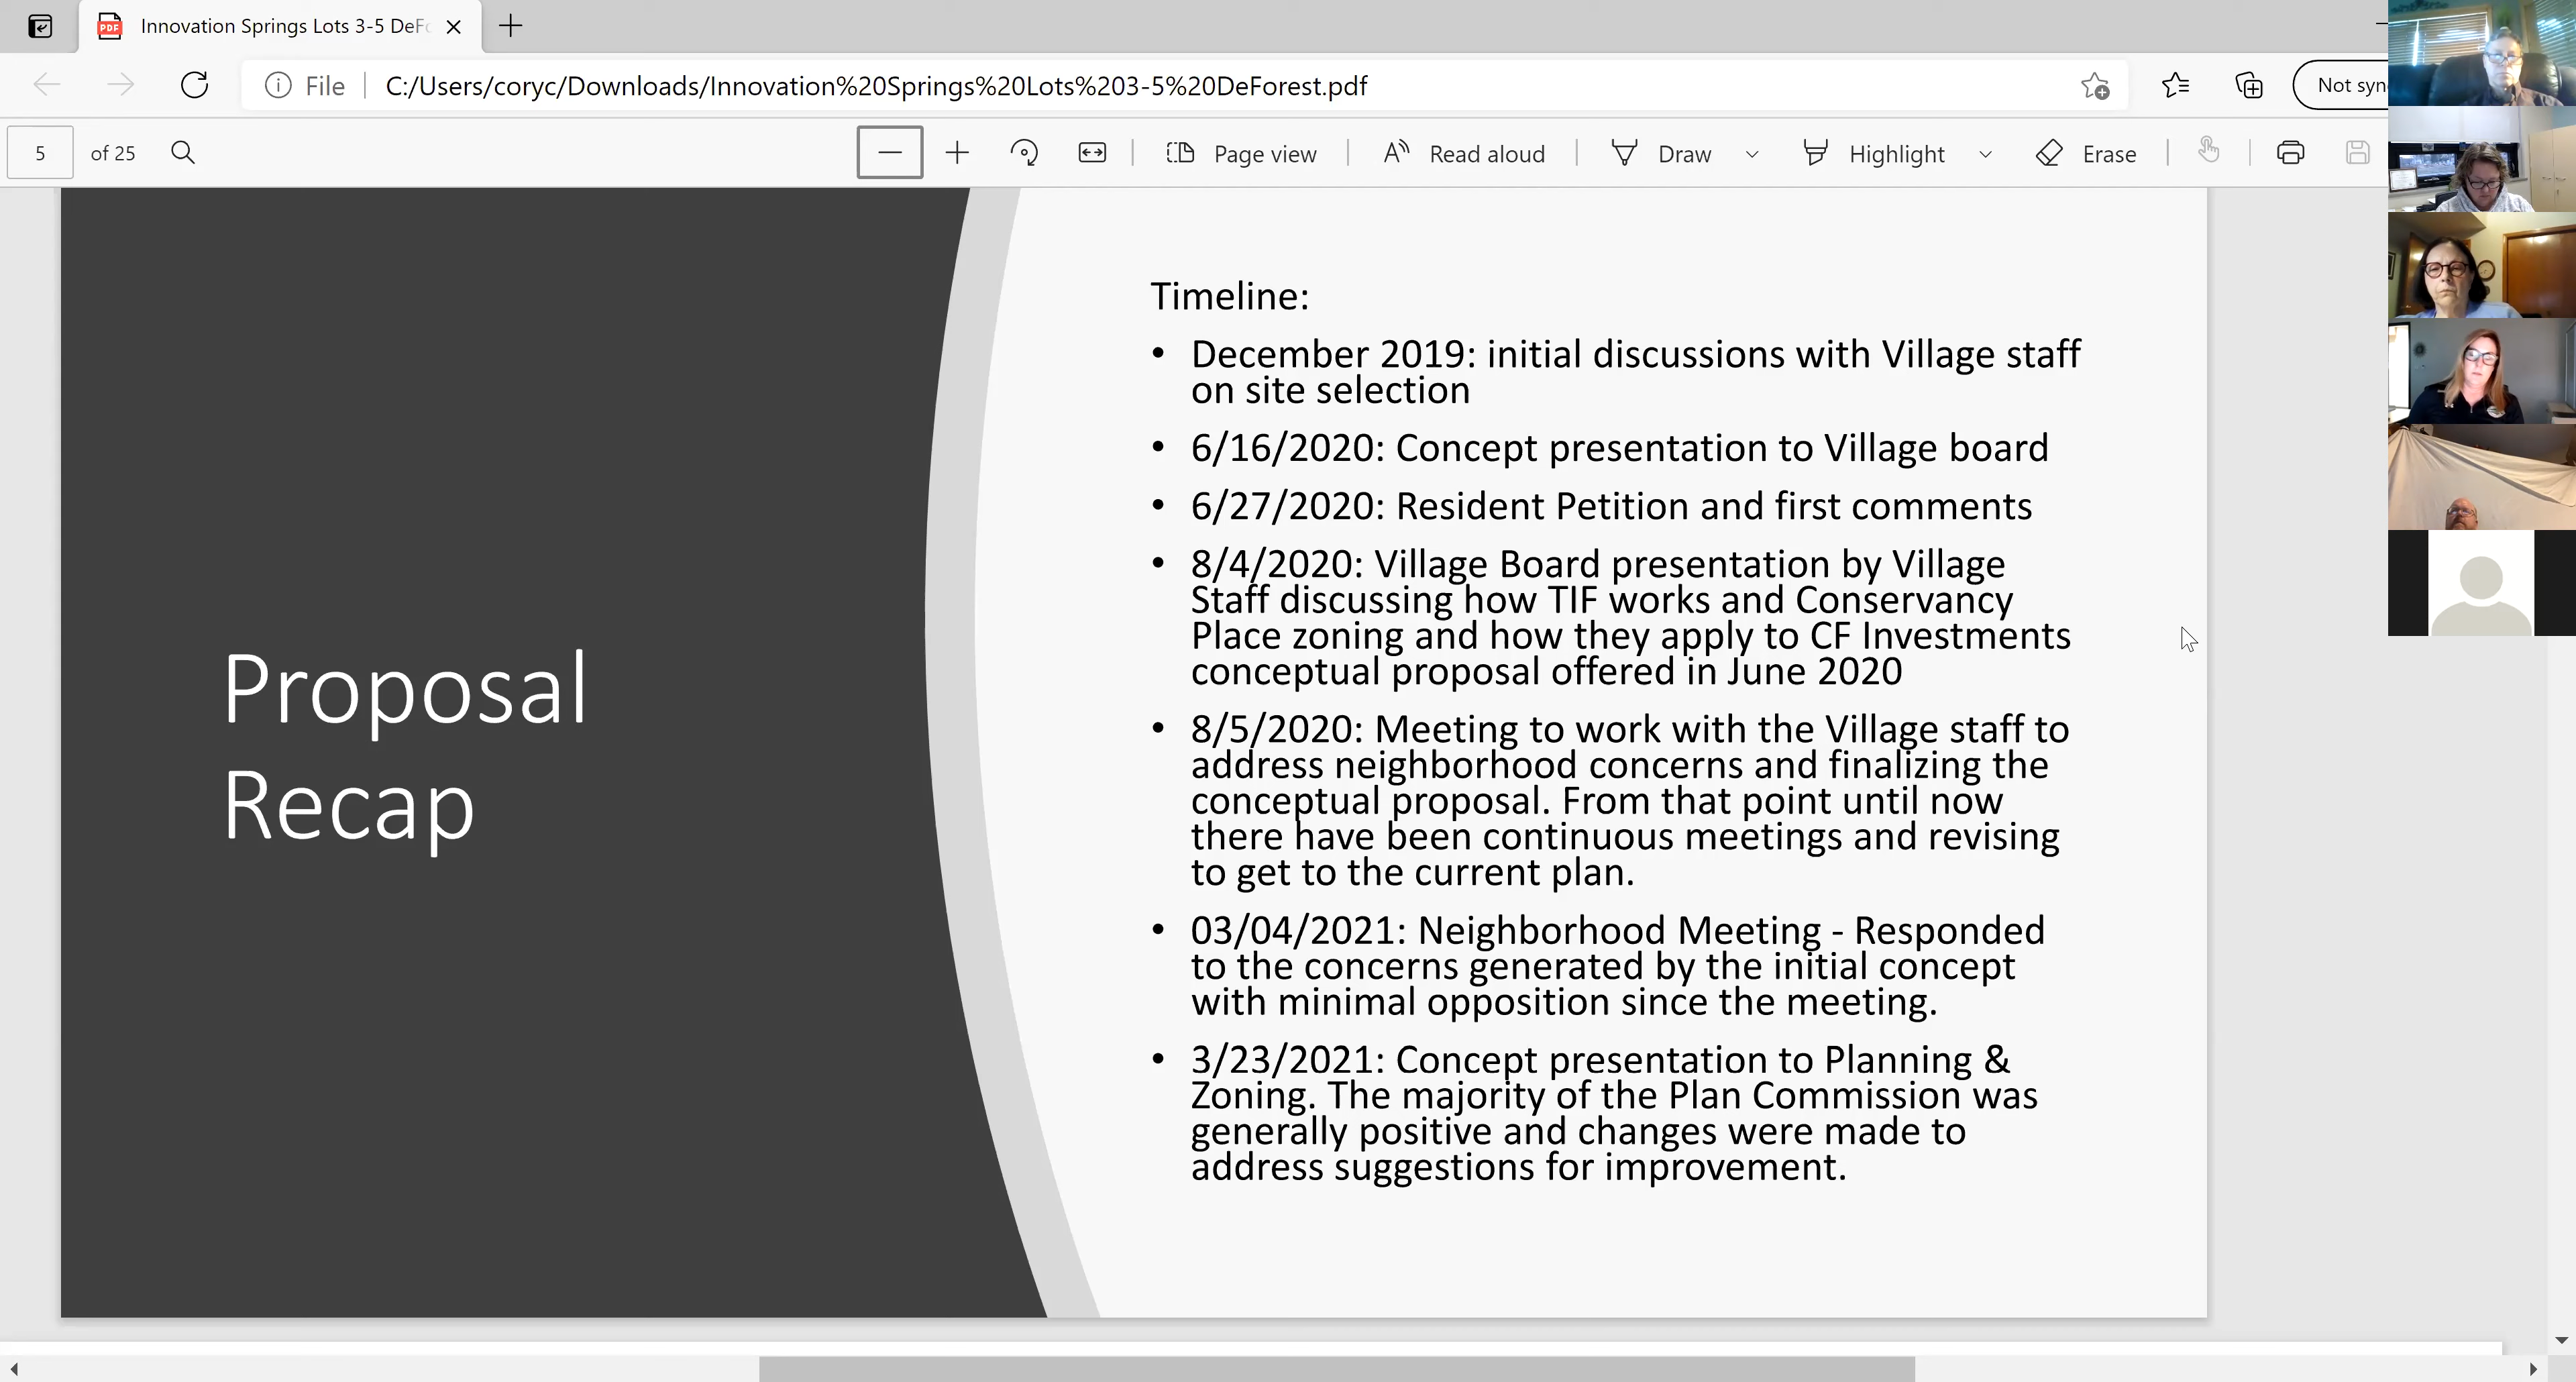 Innovation Springs Lots 3-5 DeFo
File
C:/Users/coryc/Downloads/Innovation%20Springs%20Lots%203-5%20DeForest.pdf
Not syn
5 of 25
Page view
Read aloud
Draw
Highlight
Erase
Proposal
Recap
Timeline:
• December 2019: initial discussions with Village staff
on site selection
• 6/16/2020: Concept presentation to Village board
• 6/27/2020: Resident Petition and first comments
• 8/4/2020: Village Board presentation by Village
Staff discussing how TIF works and Conservancy
Place zoning and how they apply to CF Investments
conceptual proposal offered in June 2020
• 8/5/2020: Meeting to work with the Village staff to
address neighborhood concerns and finalizing the
conceptual proposal. From that point until now
there have been continuous meetings and revising
to get to the current plan.
• 03/04/2021: Neighborhood Meeting - Responded
to the concerns generated by the initial concept
with minimal opposition since the meeting.
• 3/23/2021: Concept presentation to Planning &
Zoning. The majority of the Plan Commission was
generally positive and changes were made to
address suggestions for improvement.